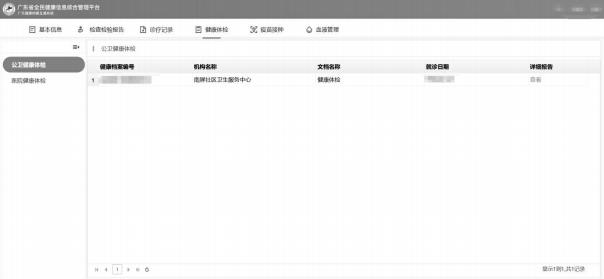 广东省全民健康信息综合管理平台
基本信息 检查检验报告 诊疗记录 健康体检 疫苗接种 血液管理
公卫健康体检
医院健康体检
公卫健康体检
健康档案编号 机构名称 文档名称 就诊日期 详细报告
1 南屏社区卫生服务中心 健康体检 查看
1
显示1到1,共1记录